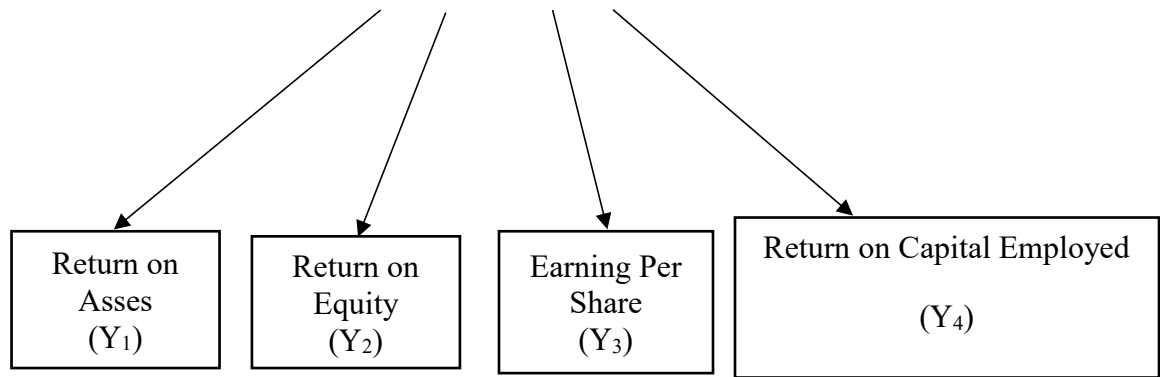 Return on
Asses
(Y₁)
Return on
Equity
(Y₂)
Earning Per
Share
(Y₃)
Return on Capital Employed
(Y₄)